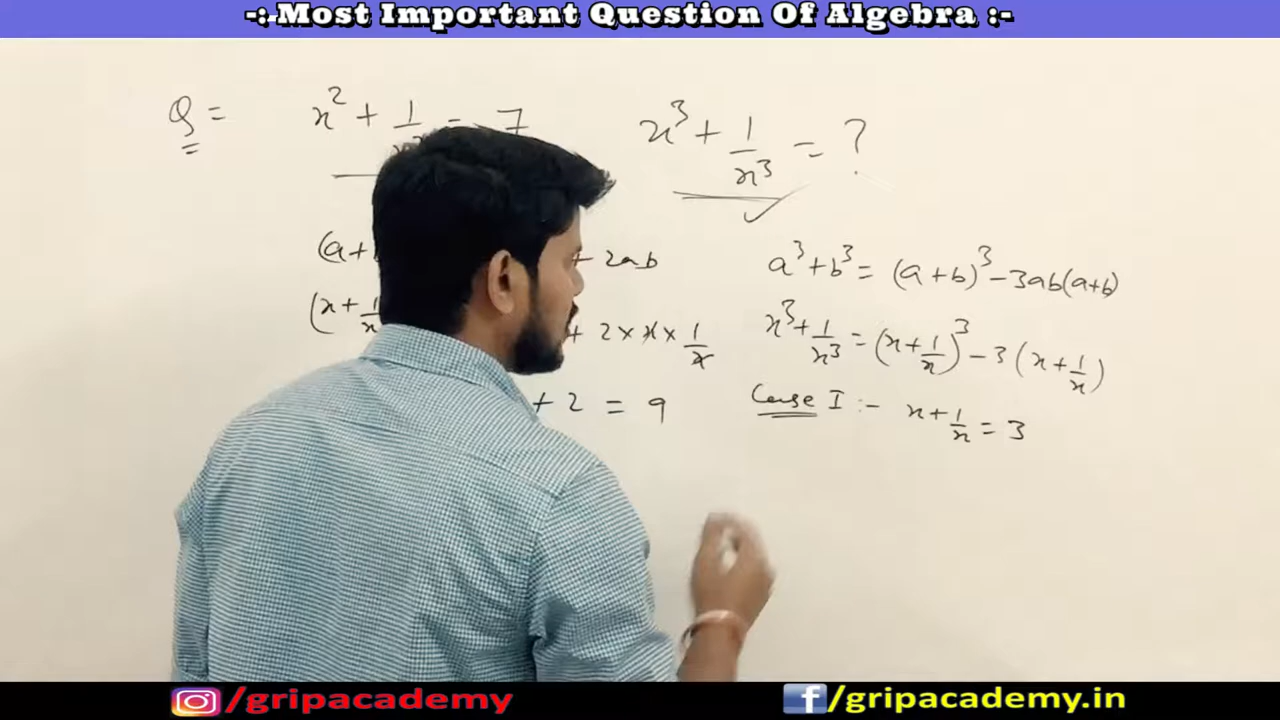 -:-Most Important Question Of Algebra :-
Q = x² + 1 = 7 x³ + 1/x³ = ?
(a+ + 2ab a³+b³ = (a+b)³ - 3ab(a+b)
(x + 1/x + 2 × x × 1/x x³ + 1/x³ = (x + 1/x)³ - 3(x + 1/x)
+ 2 = 9 Case I :- x + 1/x = 3
/gripacademy /gripacademy.in